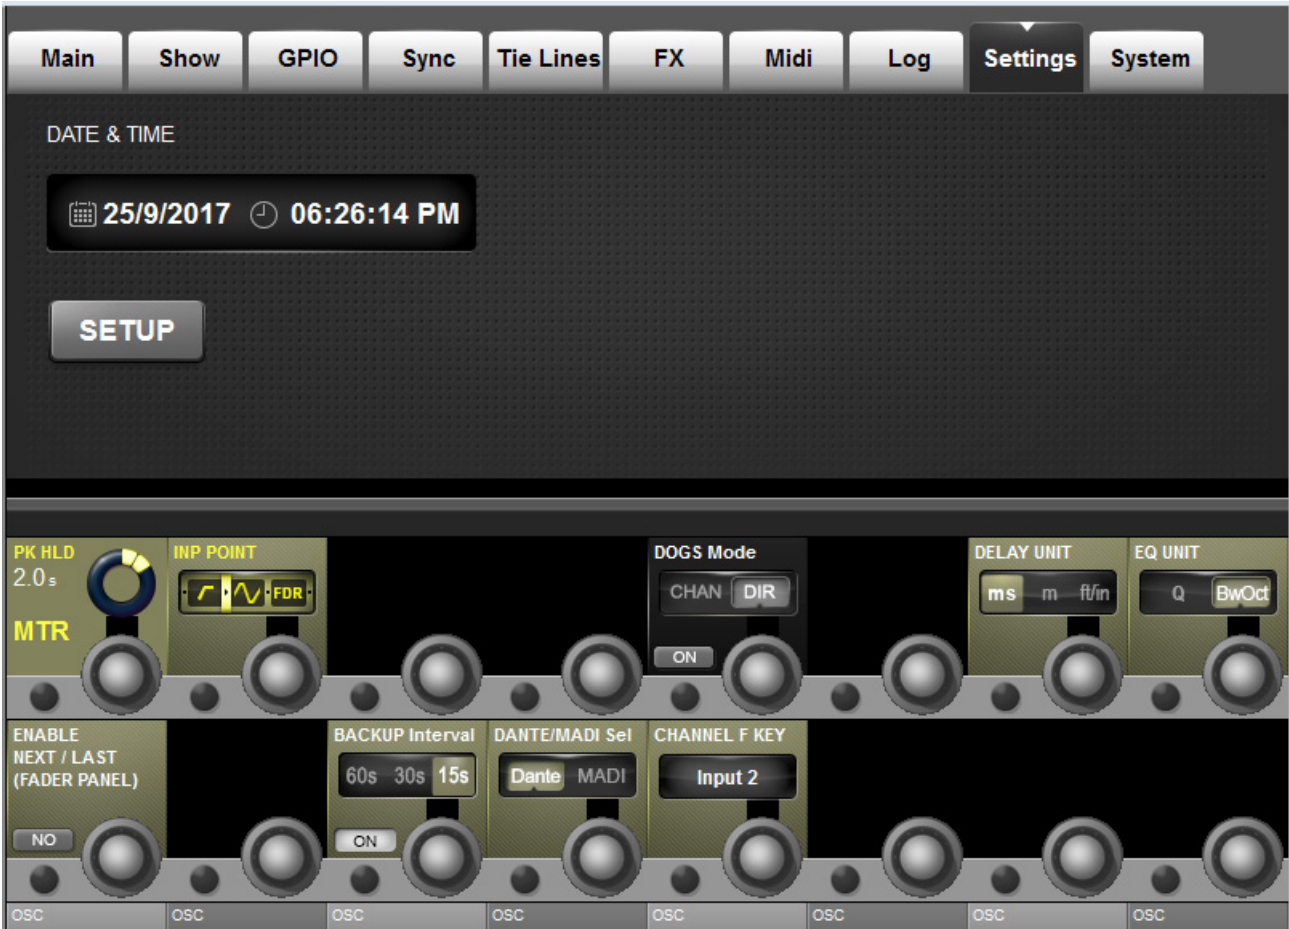 Main Show GPIO Sync Tie Lines FX Midi Log Settings System
DATE & TIME
25/9/2017 06:26:14 PM
SETUP
PK HLD
2.0s
MTR
INP POINT
FDR
DOGS Mode
CHAN DIR
ON
DELAY UNIT
ms m ft/in
EQ UNIT
Q BwOct
ENABLE
NEXT / LAST
(FADER PANEL)
NO
BACKUP Interval
60s 30s 15s
ON
DANTE/MADI Sel
Dante MADI
CHANNEL F KEY
Input 2
OSC OSC OSC OSC OSC OSC OSC OSC